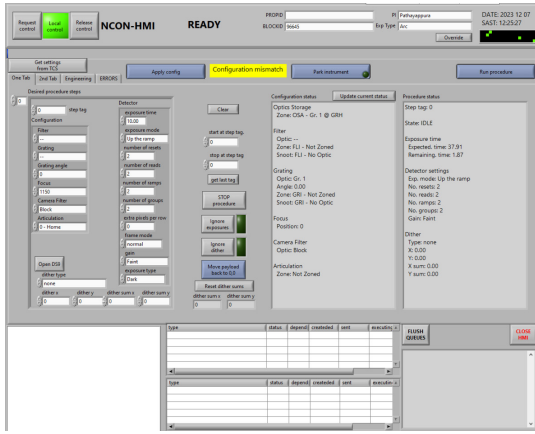 Request control
Local control
Release control
NCON-HMI
READY
PROPID
BLOCKID 96645
PI Pathayappura
Exp Type Arc
Override
DATE: 2023 12 07
SAST: 12:25:27
Get settings from TCS
Apply config
Configuration mismatch
Park instrument
Run procedure
One Tab
2nd Tab
Engineering
ERRORS
Desired procedure steps
0
step tag
0
Configuration
Filter
--
Grating
--
Grating angle
0
Focus
1150
Camera Filter
Block
Articulation
0 - Home
Open DSB
dither type
none
dither x
0
dither y
0
dither sum x
0
dither sum y
0
Detector
exposure time
10.00
exposure mode
Up the ramp
number of resets
2
number of reads
2
number of ramps
2
number of groups
2
extra pixels per row
0
frame mode
normal
gain
Faint
exposure type
Dark
Clear
start at step tag.
0
stop at step tag
0
get last tag
STOP procedure
Ignore exposures
Ignore dither
Move payload back to 0,0
Reset dither sums
dither sum x
0
dither sum y
0
Configuration status
Update current status
Optics Storage
Zone: OSA - Gr. 1 @ GRH
Filter
Optic: --
Zone: FLI - Not Zoned
Snoot: FLI - No Optic
Grating
Optic: Gr. 1
Angle: 0.00
Zone: GRI - Not Zoned
Snoot: GRI - No Optic
Focus
Position: 0
Camera Filter
Optic: Block
Articulation
Zone: Not Zoned
Procedure status
Step tag: 0
State: IDLE
Exposure time
Expected. time: 37.91
Remaining. time: 1.87
Detector settings
Exp. mode: Up the ramp
No. resets: 2
No. reads: 2
No. ramps: 2
No. groups: 2
Gain: Faint
Dither
Type: none
X: 0.00
Y: 0.00
X sum: 0.00
Y sum: 0.00
type status depend createded sent executing
type status depend createded sent executing
FLUSH QUEUES
CLOSE HMI